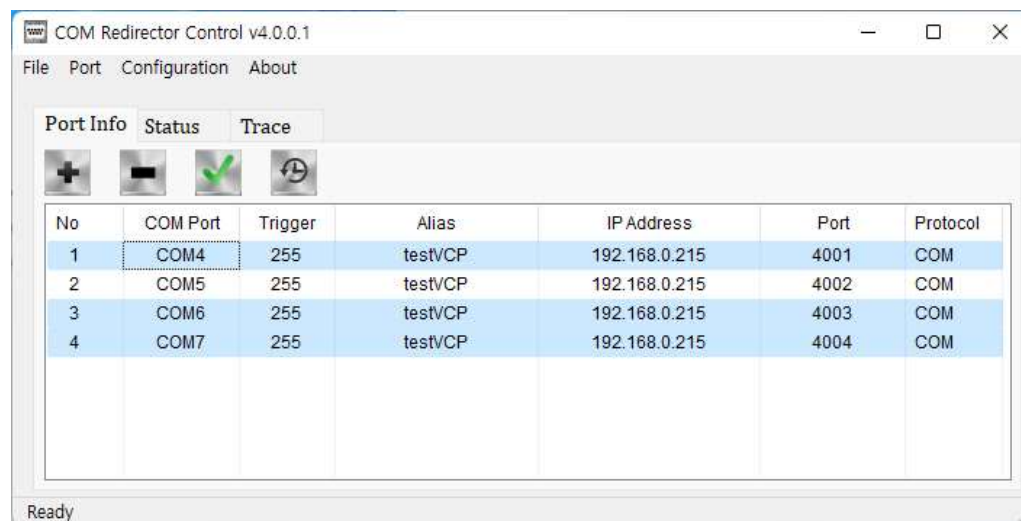 COM Redirector Control v4.0.0.1
File Port Configuration About
Port Info Status Trace
No COM Port Trigger Alias IP Address Port Protocol
1 COM4 255 testVCP 192.168.0.215 4001 COM
2 COM5 255 testVCP 192.168.0.215 4002 COM
3 COM6 255 testVCP 192.168.0.215 4003 COM
4 COM7 255 testVCP 192.168.0.215 4004 COM
Ready